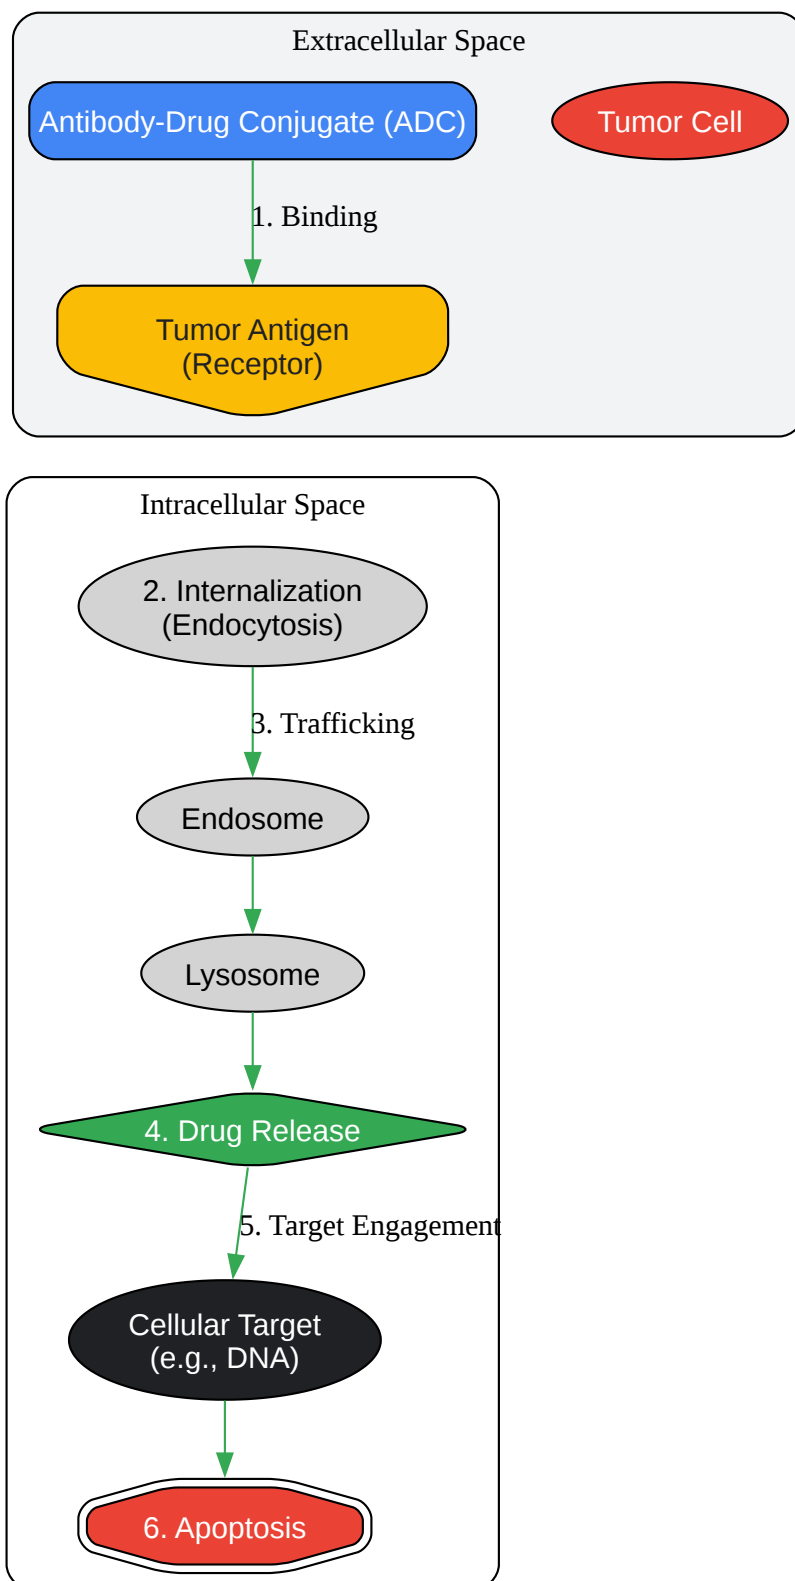 Extracellular Space
Antibody-Drug Conjugate (ADC)
Tumor Cell
1. Binding
Tumor Antigen
(Receptor)
Intracellular Space
2. Internalization
(Endocytosis)
3. Trafficking
Endosome
Lysosome
4. Drug Release
5. Target Engagement
Cellular Target
(e.g., DNA)
6. Apoptosis